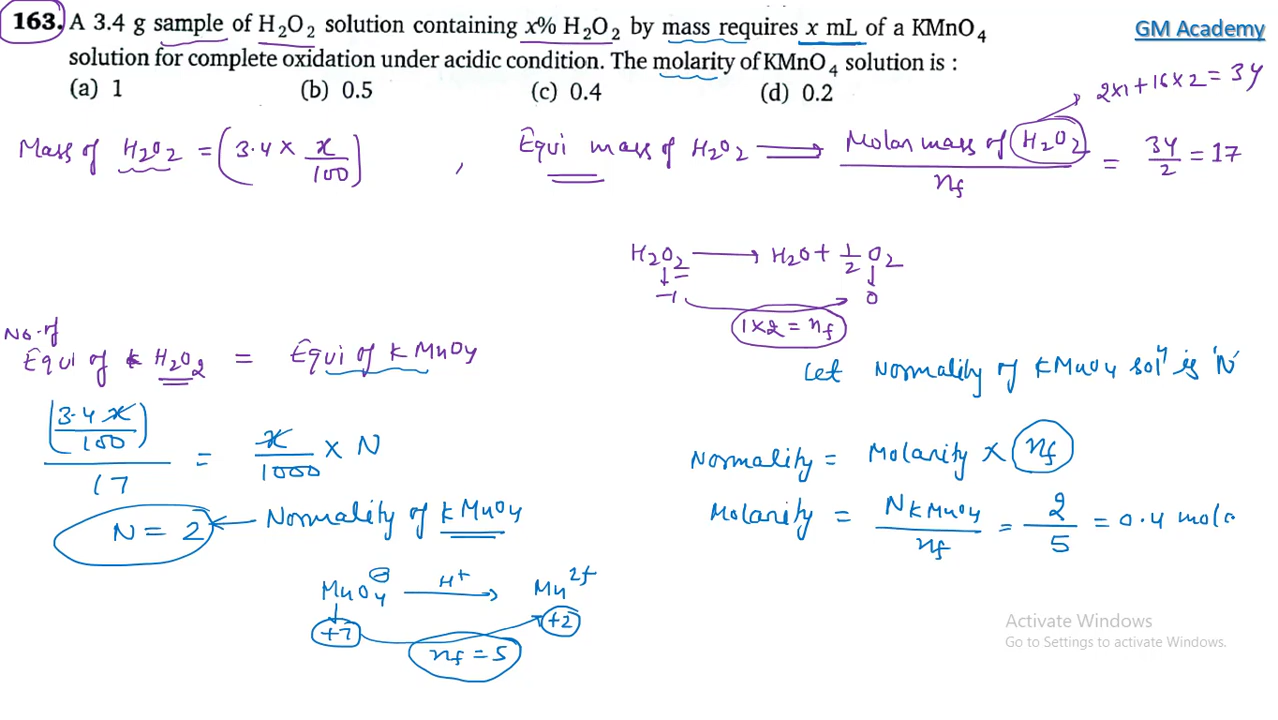 163. A 3.4 g sample of H₂O₂ solution containing x% H₂O₂ by mass requires x mL of a KMnO₄
GM Academy
solution for complete oxidation under acidic condition. The molarity of KMnO₄ solution is :
(a) 1 (b) 0.5 (c) 0.4 (d) 0.2
2×1+16×2 = 34
Mass of H₂O₂ = (3.4 × x/100) , Equi mass of H₂O₂ → Molar mass of H₂O₂ / nf = 34/2 = 17
H₂O₂ → H₂O + 1/2 O₂
-1 0
1×2 = nf
No. of
Equi of H₂O₂ = Equi of KMnO₄
Let Normality of KMnO₄ solⁿ is 'N'
(3.4 x/100)/17 = x/1000 × N
Normality = Molarity × nf
N = 2 ← Normality of KMnO₄
Molarity = N KMnO₄ / nf = 2/5 = 0.4 mola
MnO₄⊖ H⁺→ Mn²⁺
+7 +2
nf = 5
Activate Windows
Go to Settings to activate Windows.